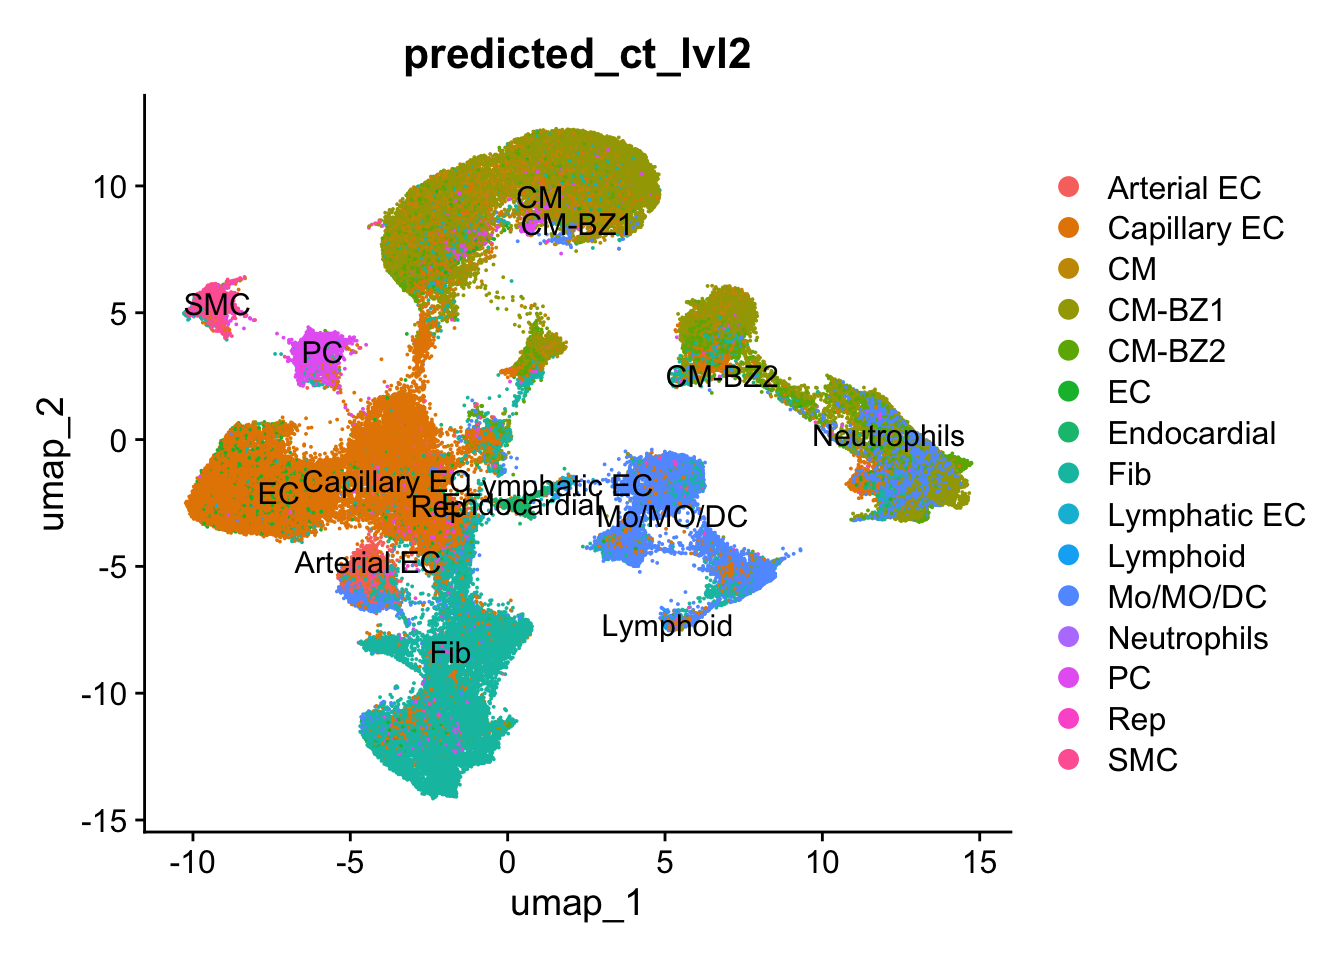 predicted_ct_lvl2
umap_2
10
5
0
-5
-10
-15
CM
CM-BZ1
SMC
PC
CM-BZ2
Neutrophils
EC
Capillary EC
Rep
Lymphatic EC
Endocardial
Mo/MO/DC
Arterial EC
Lymphoid
Fib
-10
-5
0
5
10
15
umap_1
Arterial EC
Capillary EC
CM
CM-BZ1
CM-BZ2
EC
Endocardial
Fib
Lymphatic EC
Lymphoid
Mo/MO/DC
Neutrophils
PC
Rep
SMC